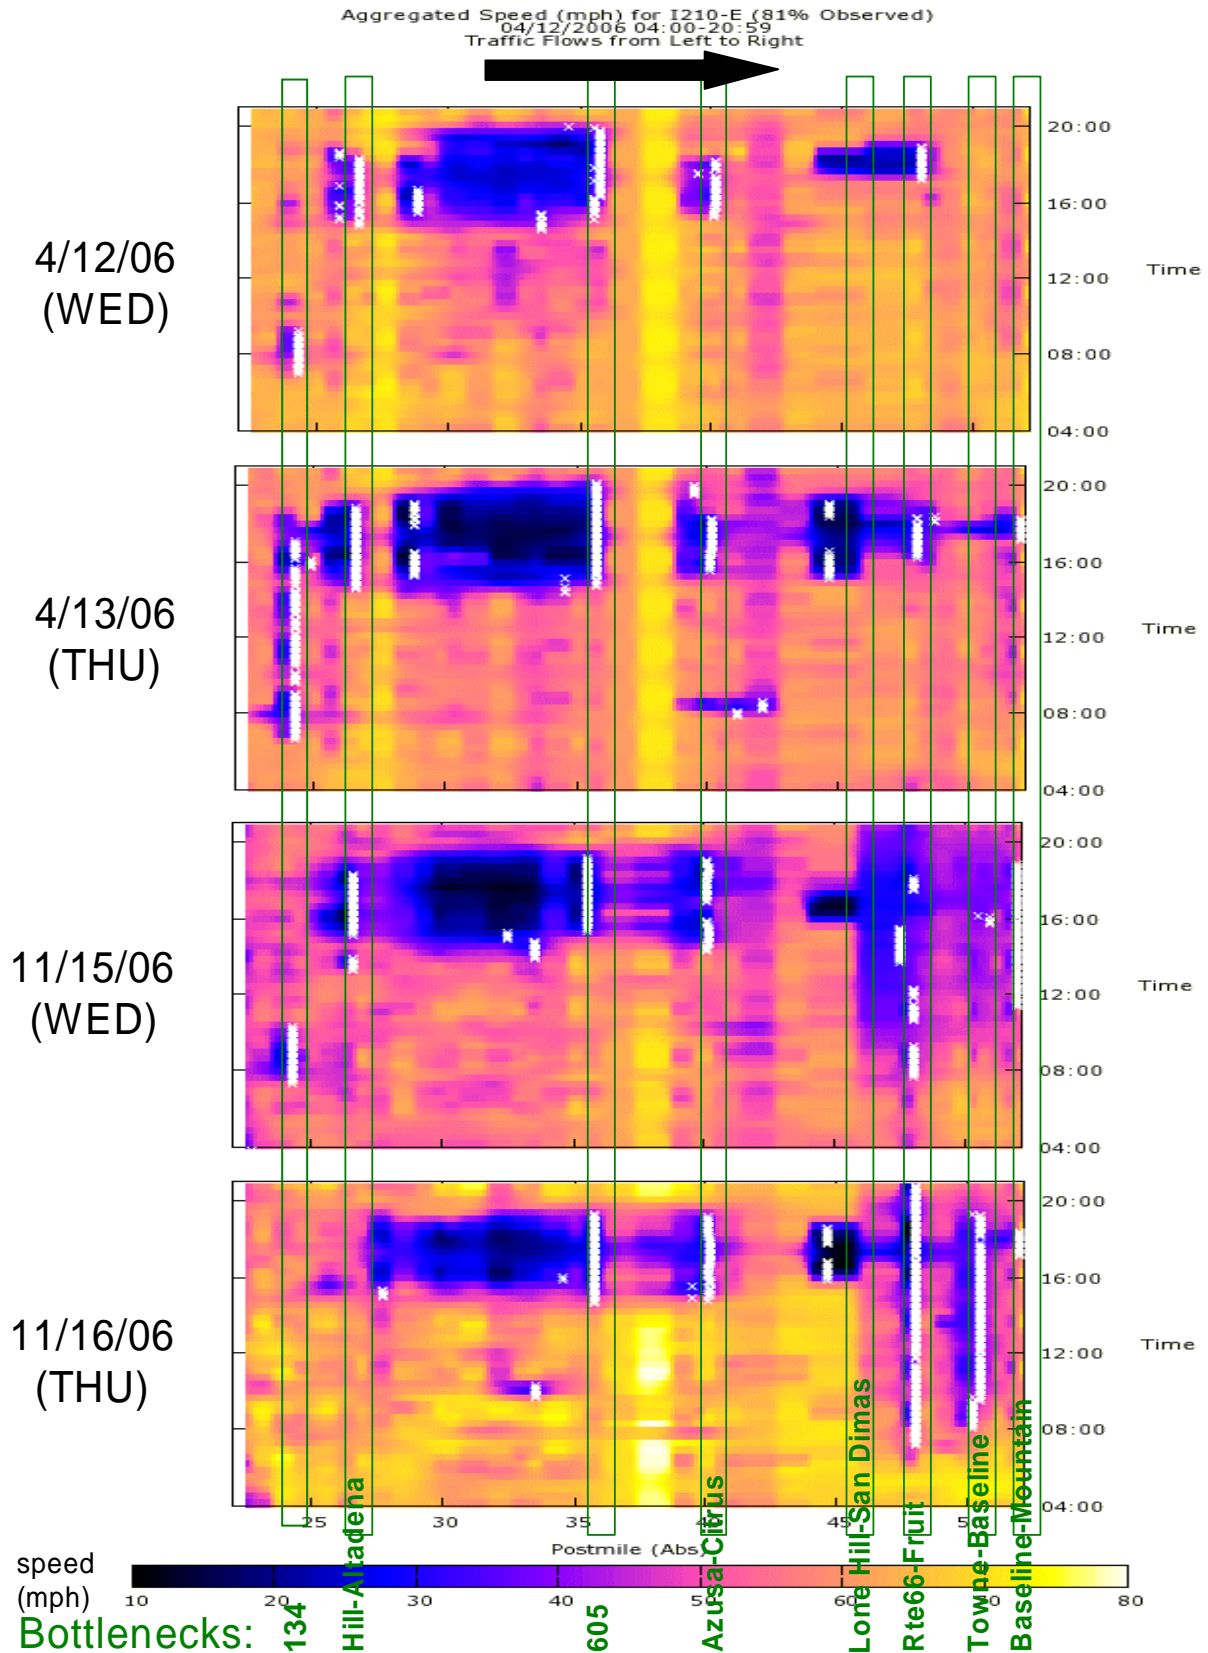 Aggregated Speed (mph) for I210-E (81% Observed)
04/12/2006 04:00-20:59
Traffic Flows from Left to Right
4/12/06
(WED)
20:00
16:00
12:00
08:00
04:00
Time
4/13/06
(THU)
20:00
16:00
12:00
08:00
04:00
Time
11/15/06
(WED)
20:00
16:00
12:00
08:00
04:00
Time
11/16/06
(THU)
20:00
16:00
12:00
08:00
04:00
Time
25 30 35 45
Postmile (Abs)
speed
(mph)
10 20 30 40 60 80
Bottlenecks:
134
Hill-Altadena
605
Azusa-Citrus
Lone Hill-San Dimas
Rte66-Fruit
Towne-Baseline
Baseline-Mountain